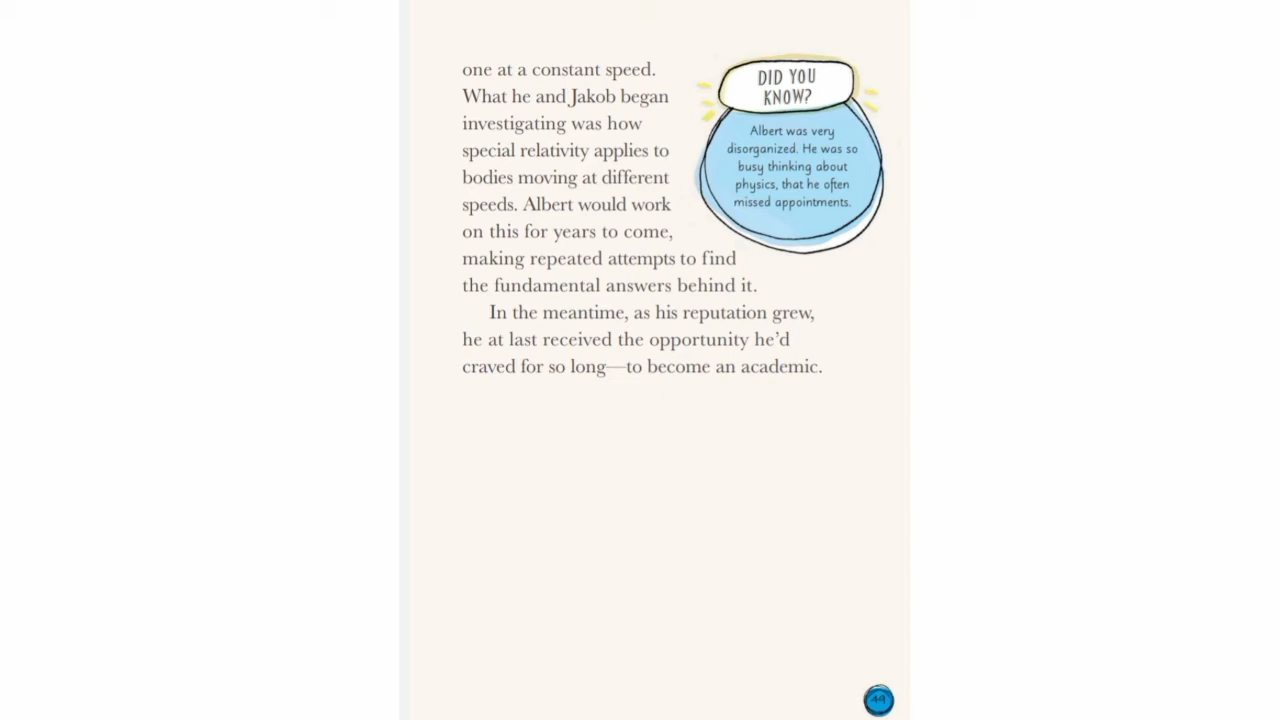 one at a constant speed.
What he and Jakob began
investigating was how
special relativity applies to
bodies moving at different
speeds. Albert would work
on this for years to come,
making repeated attempts to find
the fundamental answers behind it.
In the meantime, as his reputation grew,
he at last received the opportunity he’d
craved for so long—to become an academic.
DID YOU
KNOW?
Albert was very
disorganized. He was so
busy thinking about
physics, that he often
missed appointments.
49